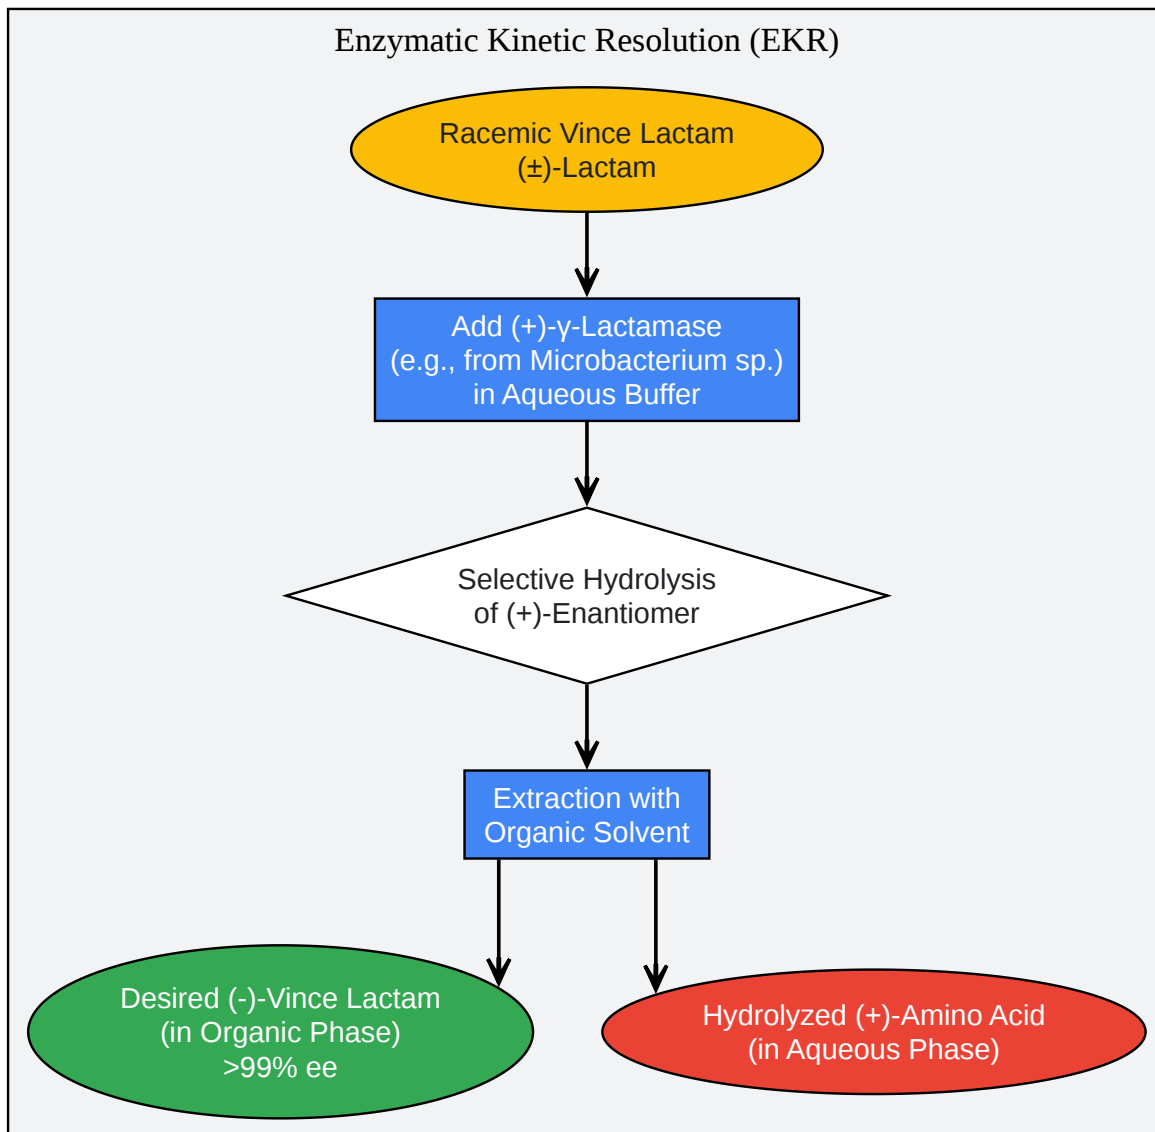 Enzymatic Kinetic Resolution (EKR)
Racemic Vince Lactam
(±)-Lactam
Add (+)-γ-Lactamase
(e.g., from Microbacterium sp.)
in Aqueous Buffer
Selective Hydrolysis
of (+)-Enantiomer
Extraction with
Organic Solvent
Desired (-)-Vince Lactam
(in Organic Phase)
>99% ee
Hydrolyzed (+)-Amino Acid
(in Aqueous Phase)